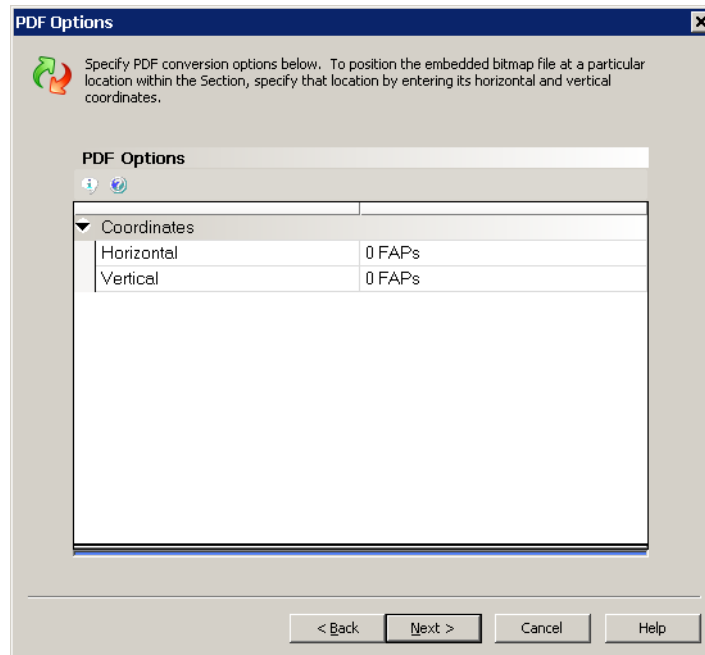 PDF Options
Specify PDF conversion options below. To position the embedded bitmap file at a particular
location within the Section, specify that location by entering its horizontal and vertical
coordinates.
PDF Options
Coordinates
Horizontal 0 FAPs
Vertical 0 FAPs
< Back Next > Cancel Help